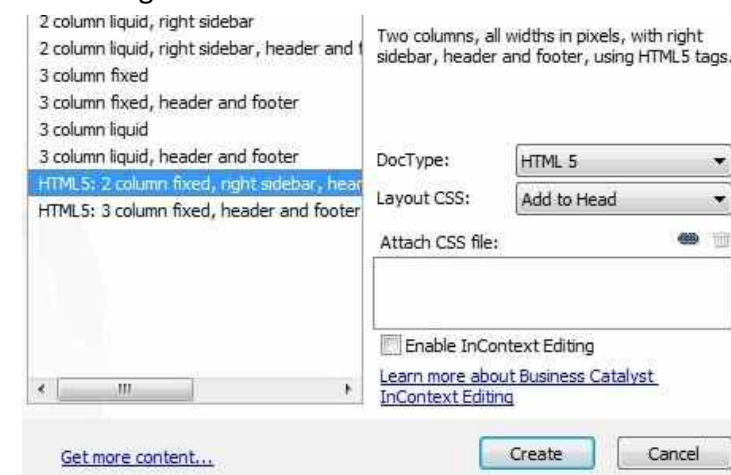 2 column liquid, right sidebar
2 column liquid, right sidebar, header and f
3 column fixed
3 column fixed, header and footer
3 column liquid
3 column liquid, header and footer
HTML5: 2 column fixed, right sidebar, hear
HTML5: 3 column fixed, header and footer
Two columns, all widths in pixels, with right
sidebar, header and footer, using HTML5 tags.
DocType: HTML 5
Layout CSS: Add to Head
Attach CSS file:
Enable InContext Editing
Learn more about Business Catalyst
InContext Editing
Get more content...
Create Cancel